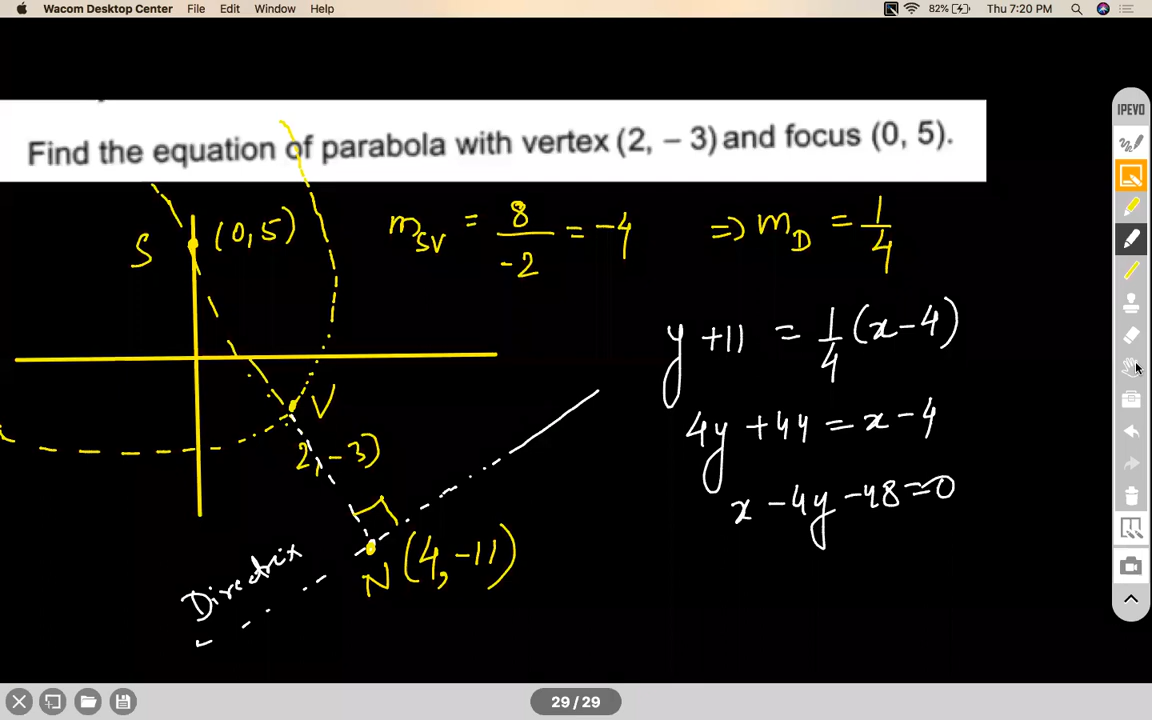 Wacom Desktop Center File Edit Window Help 82% Thu 7:20 PM
IPEVO
Find the equation of parabola with vertex (2, – 3) and focus (0, 5).
S (0,5)
m_SV = 8/-2 = -4 => m_D = 1/4
y + 11 = 1/4 (x - 4)
4y + 44 = x - 4
x - 4y - 48 = 0
V
2, -3)
N (4, -11)
Directrix
29 / 29